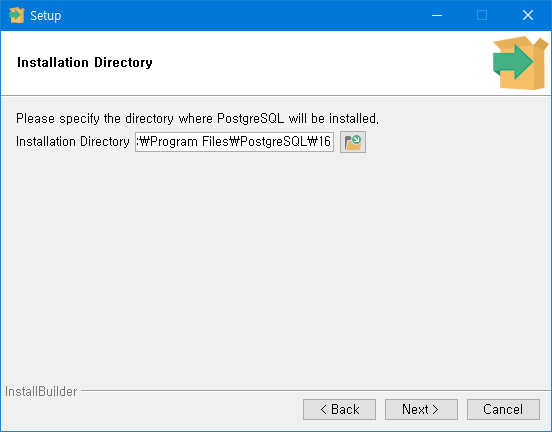 Setup
Installation Directory
Please specify the directory where PostgreSQL will be installed.
Installation Directory :₩Program Files₩PostgreSQL₩16
InstallBuilder
< Back Next > Cancel